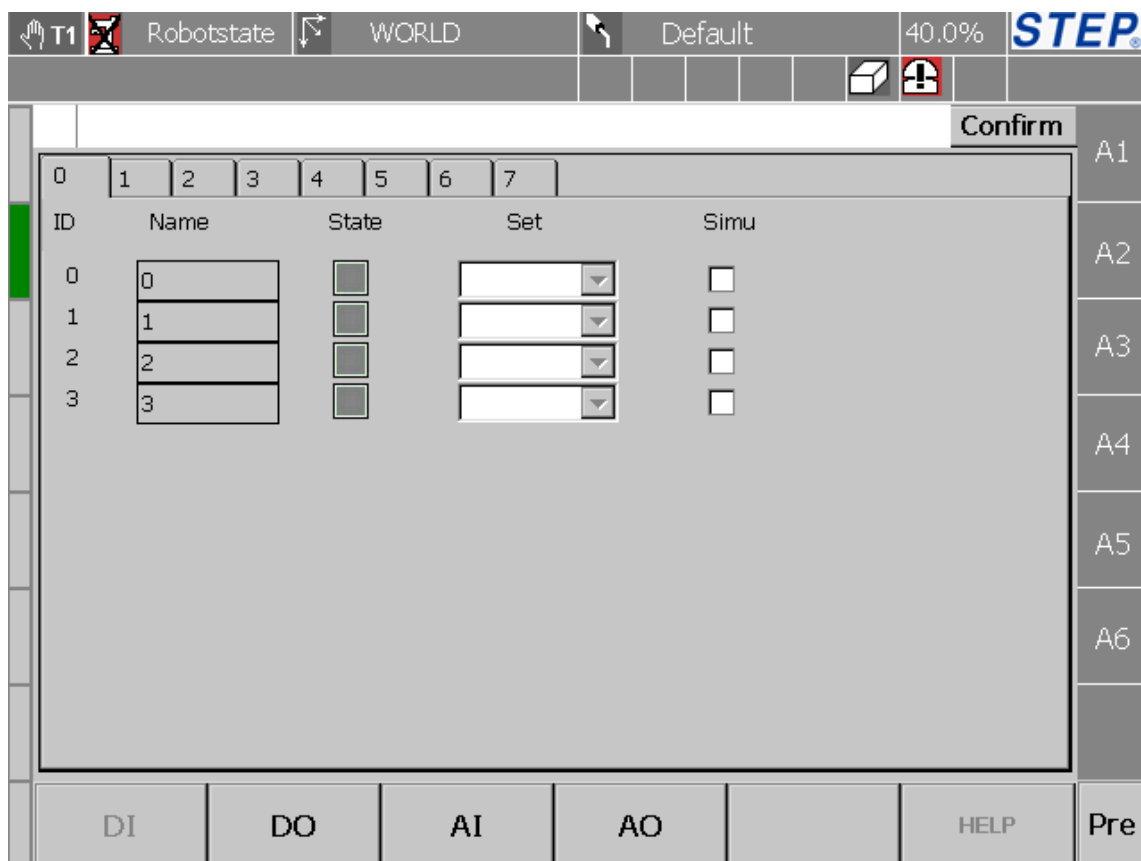 T1 Robotstate WORLD Default 40.0% STEP®
Confirm
A1
0 1 2 3 4 5 6 7
ID Name State Set Simu
A2
0 0
1 1
A3
2 2
3 3
A4
A5
A6
DI DO AI AO HELP Pre